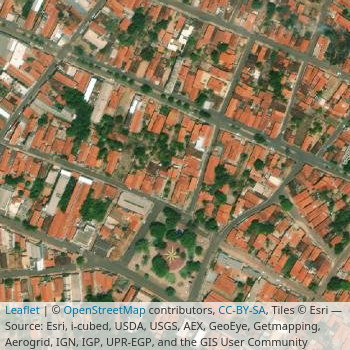 Leaflet | © OpenStreetMap contributors, CC-BY-SA, Tiles © Esri —
Source: Esri, i-cubed, USDA, USGS, AEX, GeoEye, Getmapping,
Aerogrid, IGN, IGP, UPR-EGP, and the GIS User Community